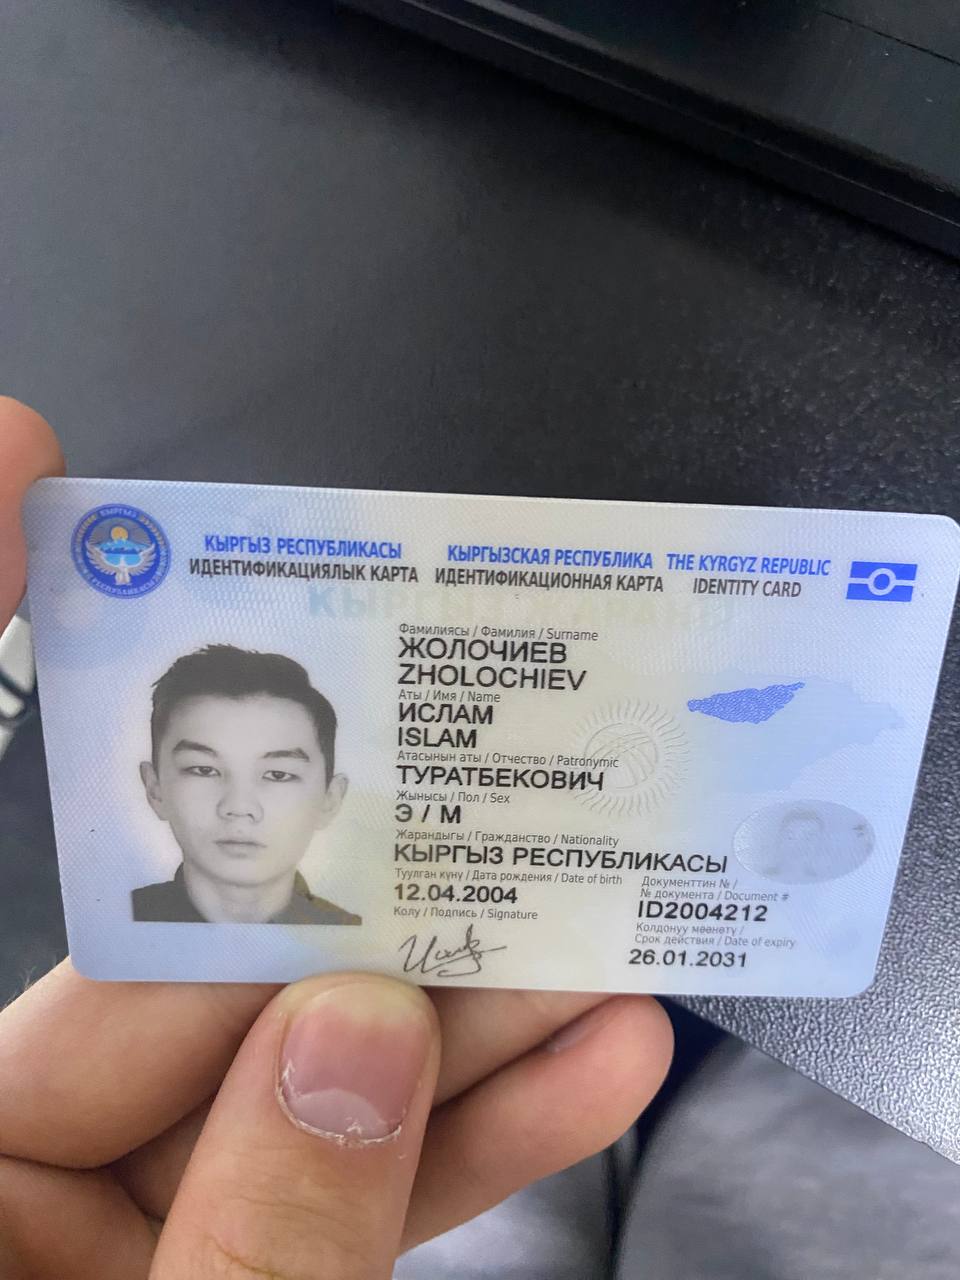 КЫРГЫЗ РЕСПУБЛИКАСЫ
ИДЕНТИФИКАЦИЯЛЫК КАРТА
КЫРГЫЗСКАЯ РЕСПУБЛИКА
ИДЕНТИФИКАЦИОННАЯ КАРТА
THE KYRGYZ REPUBLIC
IDENTITY CARD
Фамилиясы / Фамилия / Surname
ЖОЛОЧИЕВ
ZHOLOCHIEV
Аты / Имя / Name
ИСЛАМ
ISLAM
Атасынын аты / Отчество / Patronymic
ТУРАТБЕКОВИЧ
Жынысы / Пол / Sex
Э / М
Жарандыгы / Гражданство / Nationality
КЫРГЫЗ РЕСПУБЛИКАСЫ
Туулган күнү / Дата рождения / Date of birth
12.04.2004
Документтин № /
№ документа / Document #
ID2004212
Колу / Подпись / Signature
Колдонуу мөөнөтү /
Срок действия / Date of expiry
26.01.2031